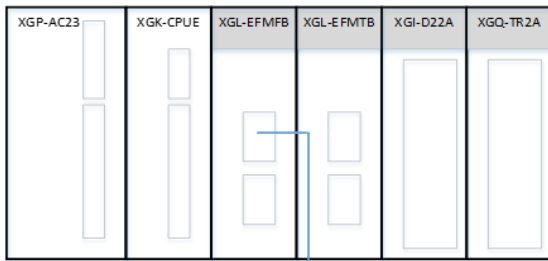 XGP-AC23
XGK-CPUE
XGL-EFMFB
XGL-EFMTB
XGI-D22A
XGQ-TR2A